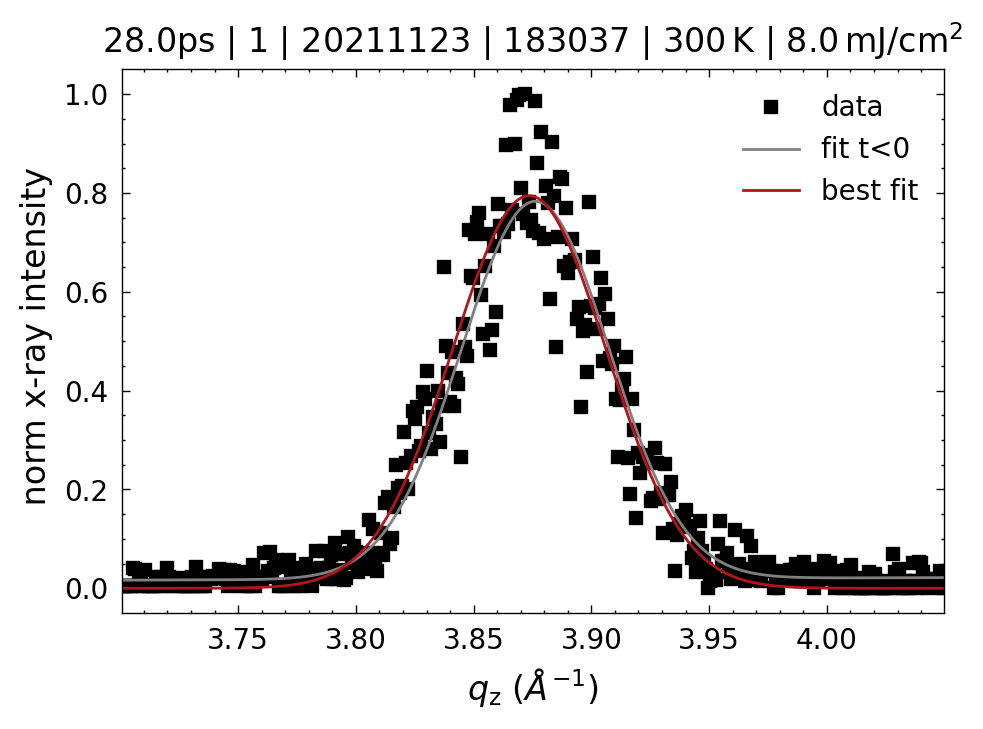 28.0ps | 1 | 20211123 | 183037 | 300 K | 8.0 mJ/cm²
norm x-ray intensity
1.0
0.8
0.6
0.4
0.2
0.0
data
fit t<0
best fit
3.75 3.80 3.85 3.90 3.95 4.00
q_z (Å⁻¹)